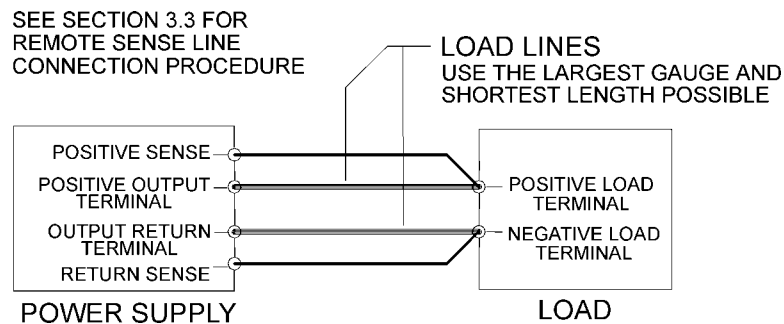 SEE SECTION 3.3 FOR
REMOTE SENSE LINE
CONNECTION PROCEDURE
LOAD LINES
USE THE LARGEST GAUGE AND
SHORTEST LENGTH POSSIBLE
POSITIVE SENSE
POSITIVE OUTPUT
TERMINAL
OUTPUT RETURN
TERMINAL
RETURN SENSE
POSITIVE LOAD
TERMINAL
NEGATIVE LOAD
TERMINAL
POWER SUPPLY
LOAD